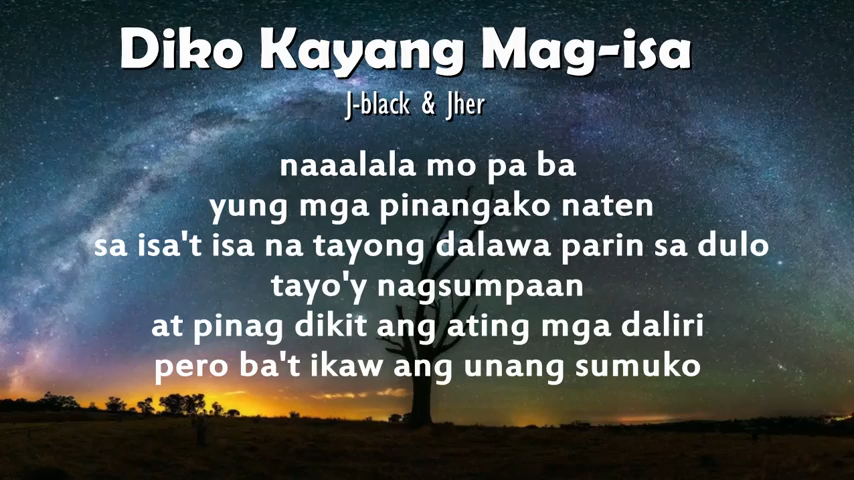 Diko Kayang Mag-isa
J-black & Jher
naaalala mo pa ba
yung mga pinangako naten
sa isa't isa na tayong dalawa parin sa dulo
tayo'y nagsumpaan
at pinag dikit ang ating mga daliri
pero ba't ikaw ang unang sumuko